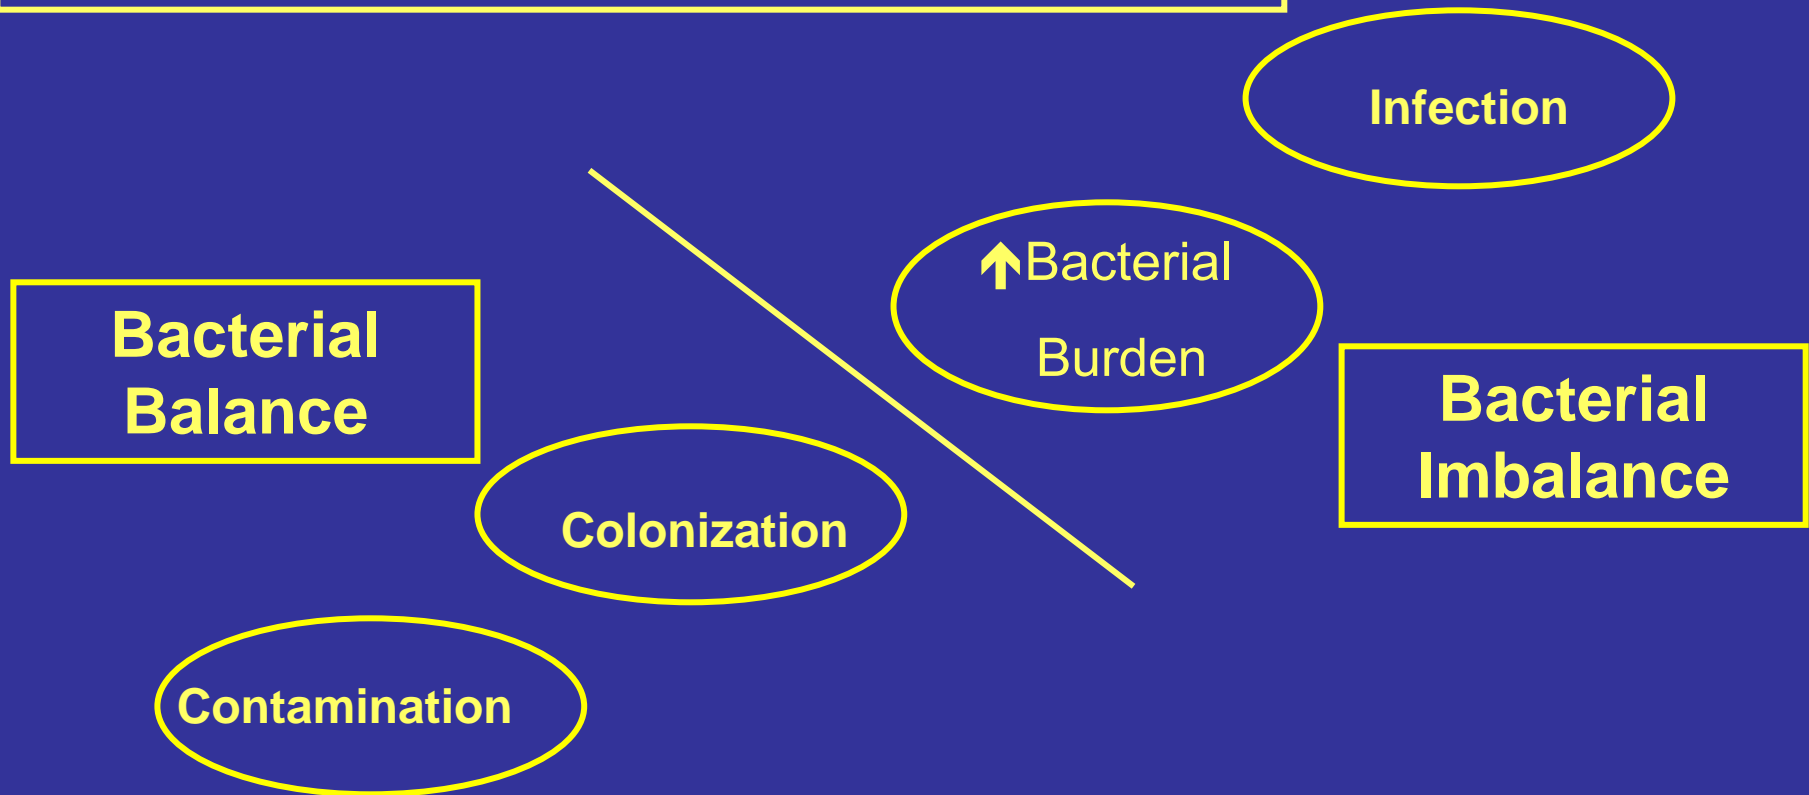 Infection
↑Bacterial
Burden
Bacterial
Balance
Bacterial
Imbalance
Colonization
Contamination